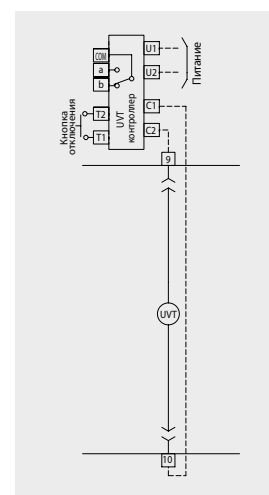 COM
a
b
T2
T1
Кнопка
отключения
UVT
контроллер
U1
U2
C1
C2
Питание
9
UVT
10